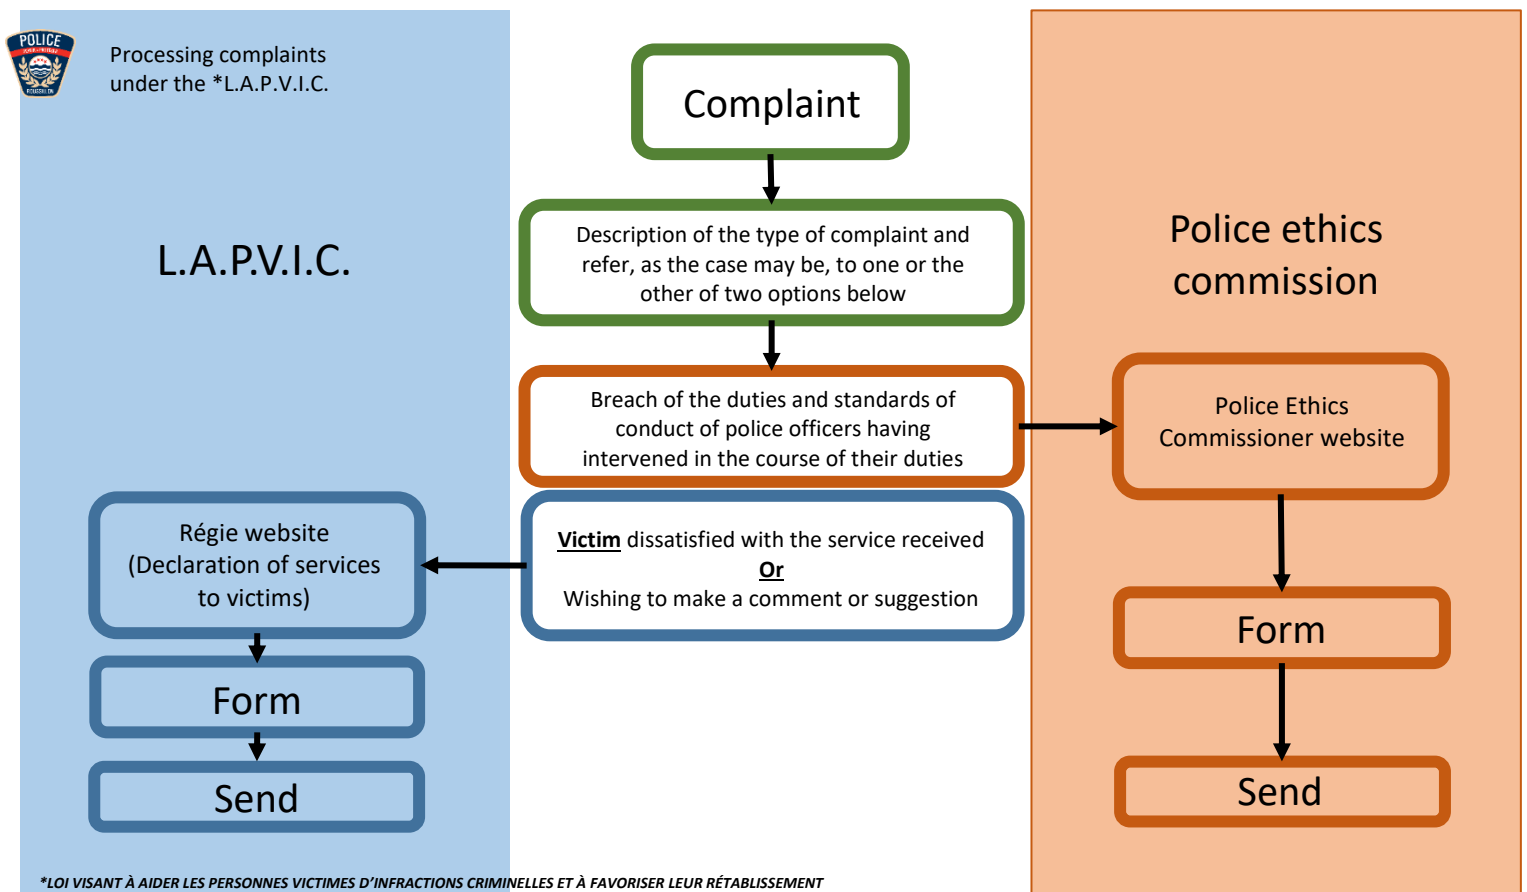 POLICE
ROUSSILLON
Processing complaints
under the *L.A.P.V.I.C.
Complaint
Description of the type of complaint and
refer, as the case may be, to one or the
other of two options below
L.A.P.V.I.C.
Police ethics
commission
Breach of the duties and standards of
conduct of police officers having
intervened in the course of their duties
Police Ethics
Commissioner website
Victim dissatisfied with the service received
Or
Wishing to make a comment or suggestion
Régie website
(Declaration of services
to victims)
Form
Send
Form
Send
*LOI VISANT À AIDER LES PERSONNES VICTIMES D’INFRACTIONS CRIMINELLES ET À FAVORISER LEUR RÉTABLISSEMENT